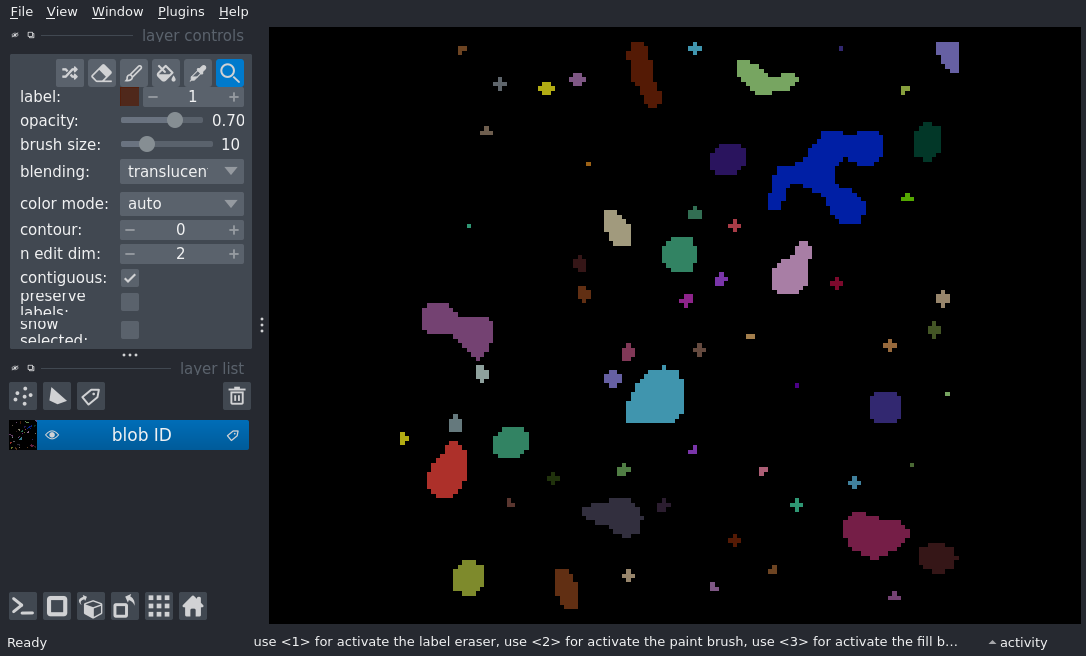 File View Window Plugins Help
layer controls
label: 1
opacity: 0.70
brush size: 10
blending: translucen
color mode: auto
contour: 0
n edit dim: 2
contiguous:
preserve
labels:
show
selected:
layer list
blob ID
Ready use <1> for activate the label eraser, use <2> for activate the paint brush, use <3> for activate the fill b... activity